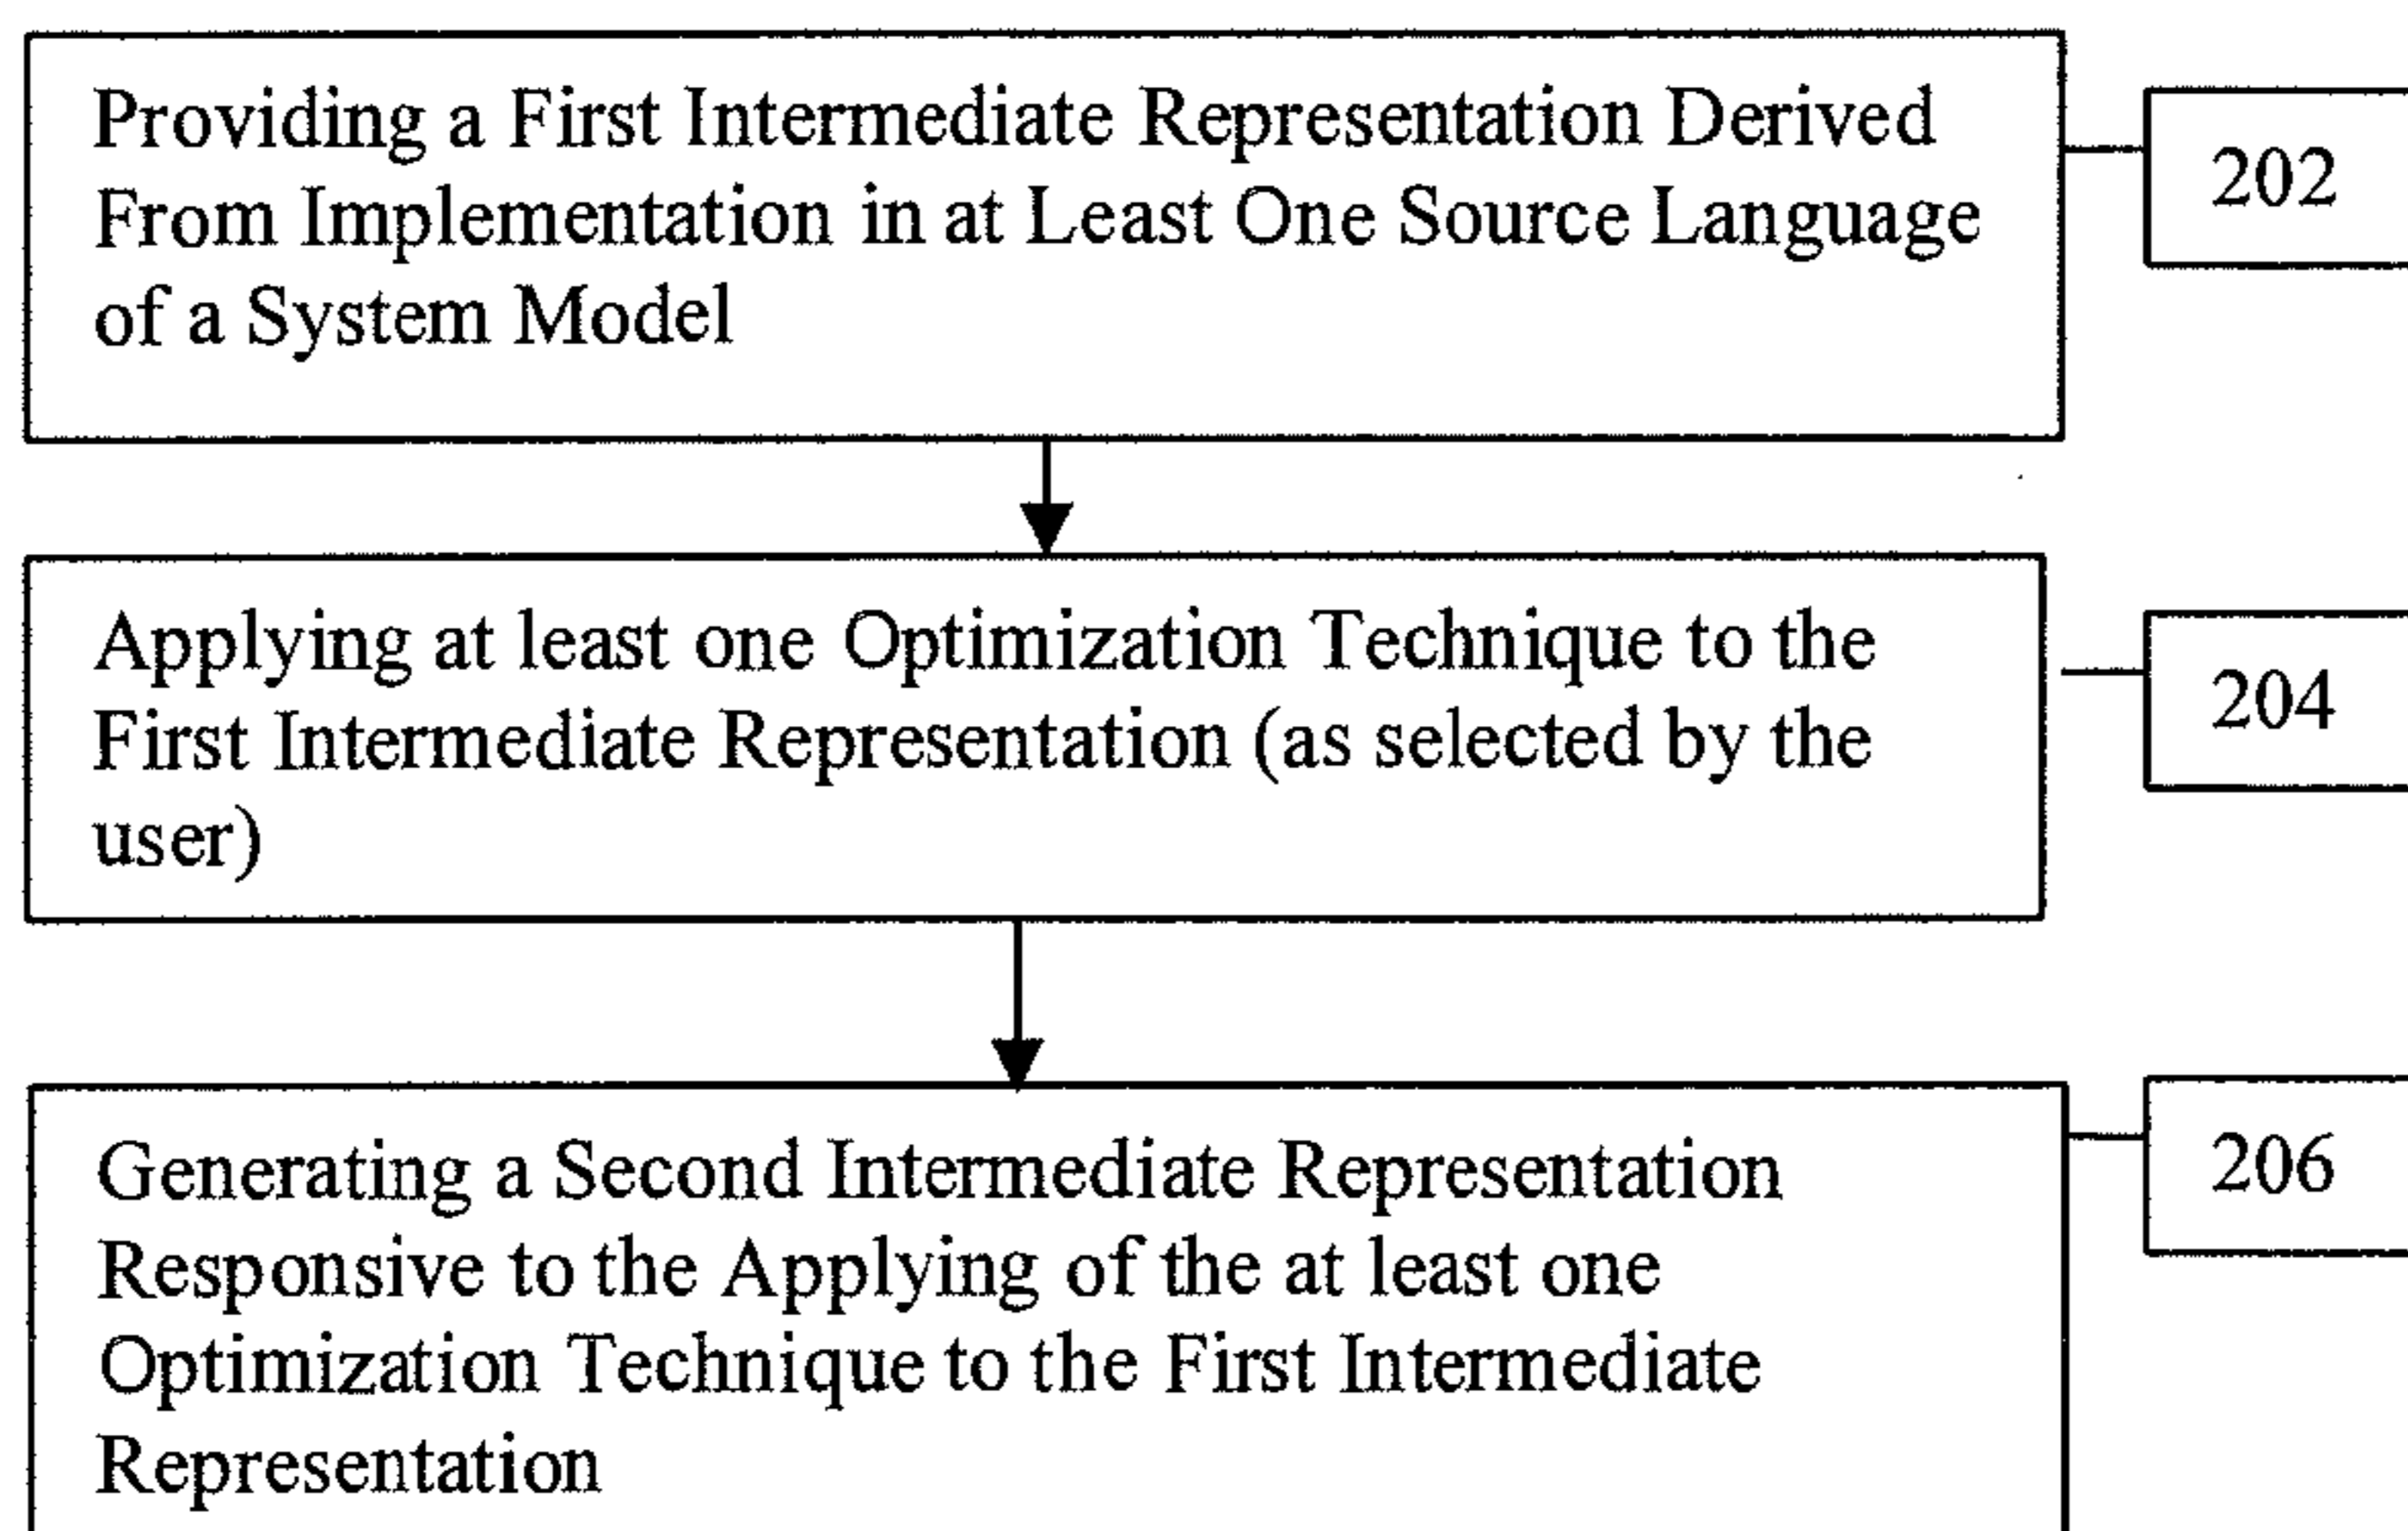 Providing a First Intermediate Representation Derived
From Implementation in at Least One Source Language
of a System Model
202
Applying at least one Optimization Technique to the
First Intermediate Representation (as selected by the
user)
204
Generating a Second Intermediate Representation
Responsive to the Applying of the at least one
Optimization Technique to the First Intermediate
Representation
206